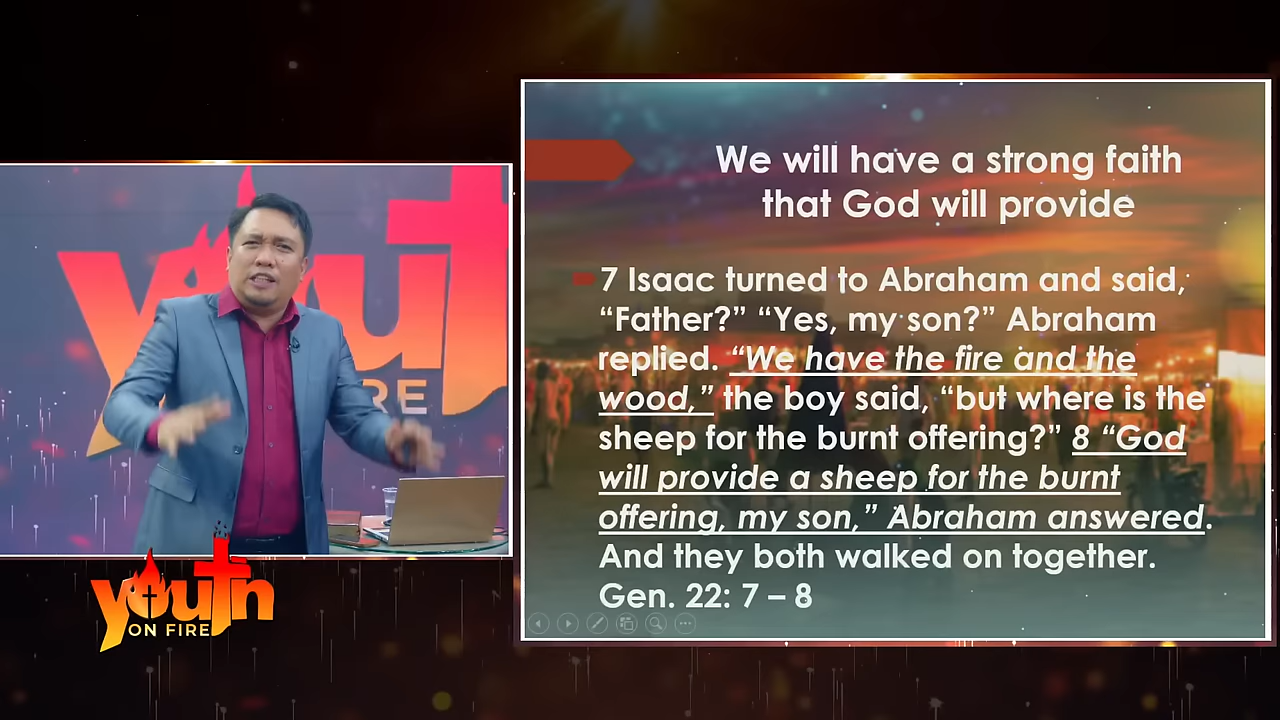 We will have a strong faith
that God will provide
7 Isaac turned to Abraham and said,
“Father?” “Yes, my son?” Abraham
replied. “We have the fire and the
wood,” the boy said, “but where is the
sheep for the burnt offering?” 8 “God
will provide a sheep for the burnt
offering, my son,” Abraham answered.
And they both walked on together.
Gen. 22: 7 – 8
you
RE
youth
ON FIRE